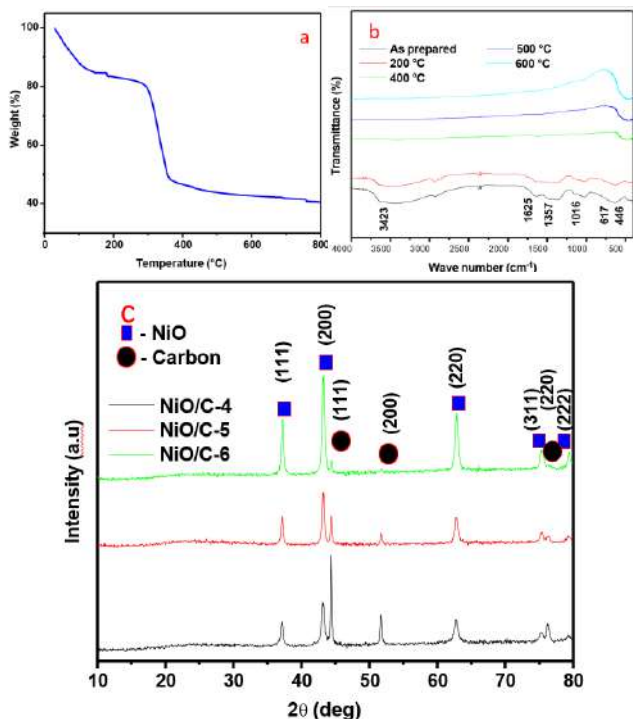 a
100
80
60
40
Weight (%)
0
200
400
600
800
Temperature (°C)
b
As prepared
200 °C
400 °C
500 °C
600 °C
Transmittance (%)
3423
1625
1357
1016
617
446
4000
3500
3000
2500
2000
1500
1000
500
Wave number (cm-1)
C
- NiO
- Carbon
NiO/C-4
NiO/C-5
NiO/C-6
(111)
(200)
(111)
(200)
(220)
(311)
(220)
(222)
Intensity (a.u)
10
20
30
40
50
60
70
80
2θ (deg)